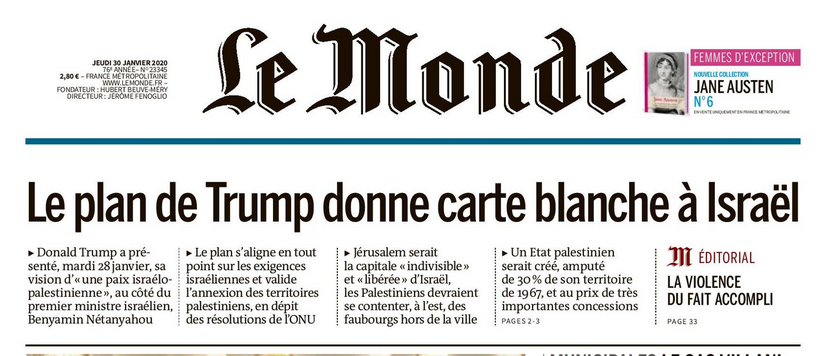 JEUDI 30 JANVIER 2020
76E ANNÉE– NO 23345
2,80 € – FRANCE MÉTROPOLITAINE
WWW.LEMONDE.FR –
FONDATEUR : HUBERT BEUVE-MÉRY
DIRECTEUR : JÉRÔME FENOGLIO
Le Monde
FEMMES D'EXCEPTION
NOUVELLE COLLECTION
JANE AUSTEN
N° 6
EN VENTE UNIQUEMENT EN FRANCE MÉTROPOLITAINE
Le plan de Trump donne carte blanche à Israël
▶ Donald Trump a pré-
senté, mardi 28 janvier, sa
vision d'« une paix israélo-
palestinienne », au côté du
premier ministre israélien,
Benyamin Nétanyahou
▶ Le plan s'aligne en tout
point sur les exigences
israéliennes et valide
l'annexion des territoires
palestiniens, en dépit
des résolutions de l'ONU
▶ Jérusalem serait
la capitale « indivisible »
et « libérée » d'Israël,
les Palestiniens devraient
se contenter, à l'est, des
faubourgs hors de la ville
▶ Un Etat palestinien
serait créé, amputé
de 30 % de son territoire
de 1967, et au prix de très
importantes concessions
PAGES 2-3
M ÉDITORIAL
LA VIOLENCE
DU FAIT ACCOMPLI
PAGE 33